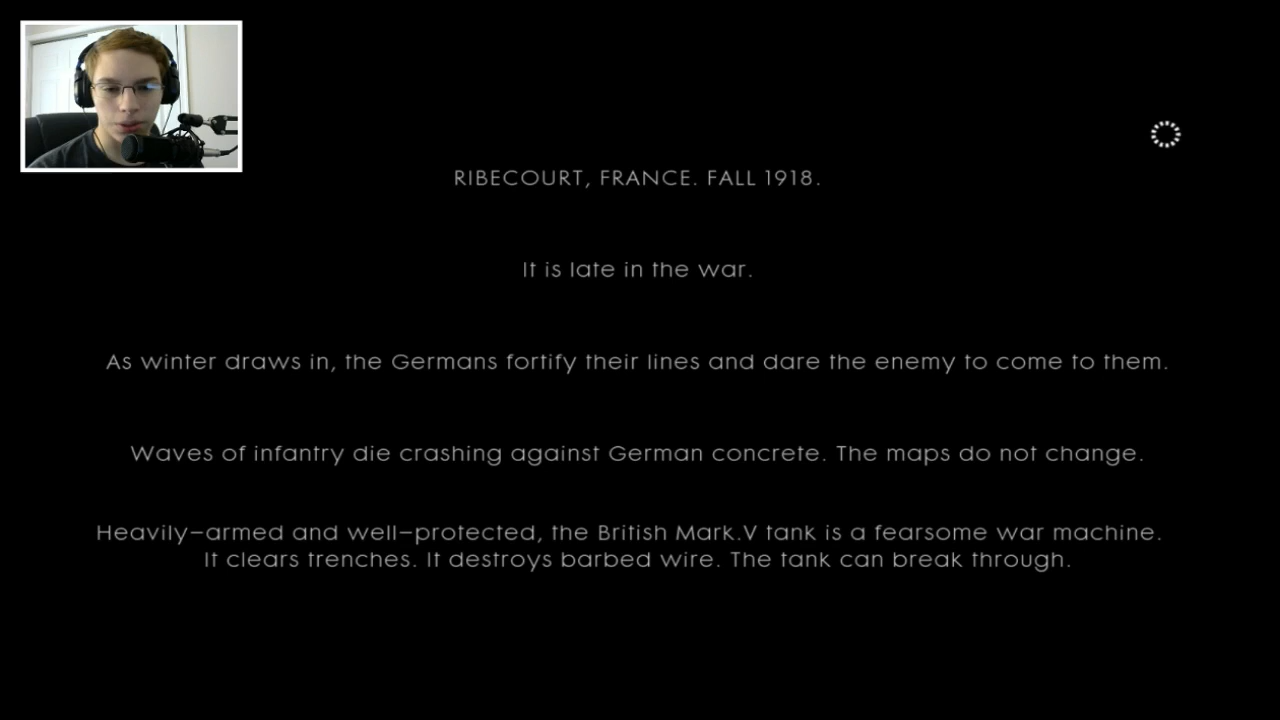 RIBECOURT, FRANCE. FALL 1918.
It is late in the war.
As winter draws in, the Germans fortify their lines and dare the enemy to come to them.
Waves of infantry die crashing against German concrete. The maps do not change.
Heavily-armed and well-protected, the British Mark.V tank is a fearsome war machine.
It clears trenches. It destroys barbed wire. The tank can break through.